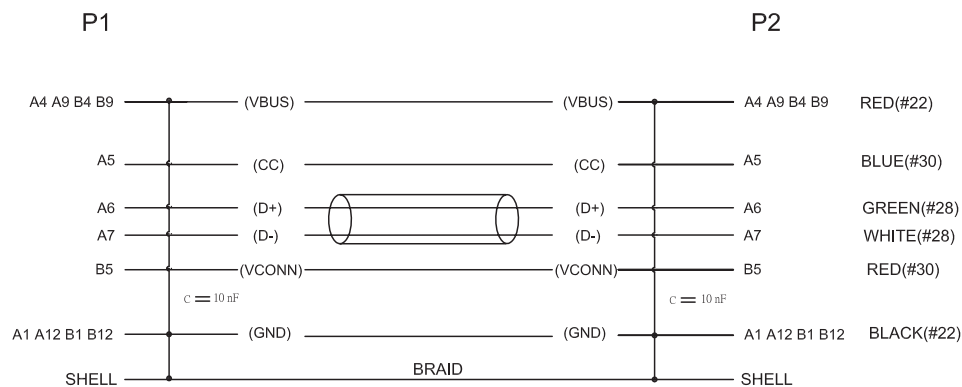 P1 P2
A4 A9 B4 B9 (VBUS) (VBUS) A4 A9 B4 B9 RED(#22)
A5 (CC) (CC) A5 BLUE(#30)
A6 (D+) (D+) A6 GREEN(#28)
A7 (D-) (D-) A7 WHITE(#28)
B5 (VCONN) (VCONN) B5 RED(#30)
C = 10 nF C = 10 nF
A1 A12 B1 B12 (GND) (GND) A1 A12 B1 B12 BLACK(#22)
SHELL BRAID SHELL